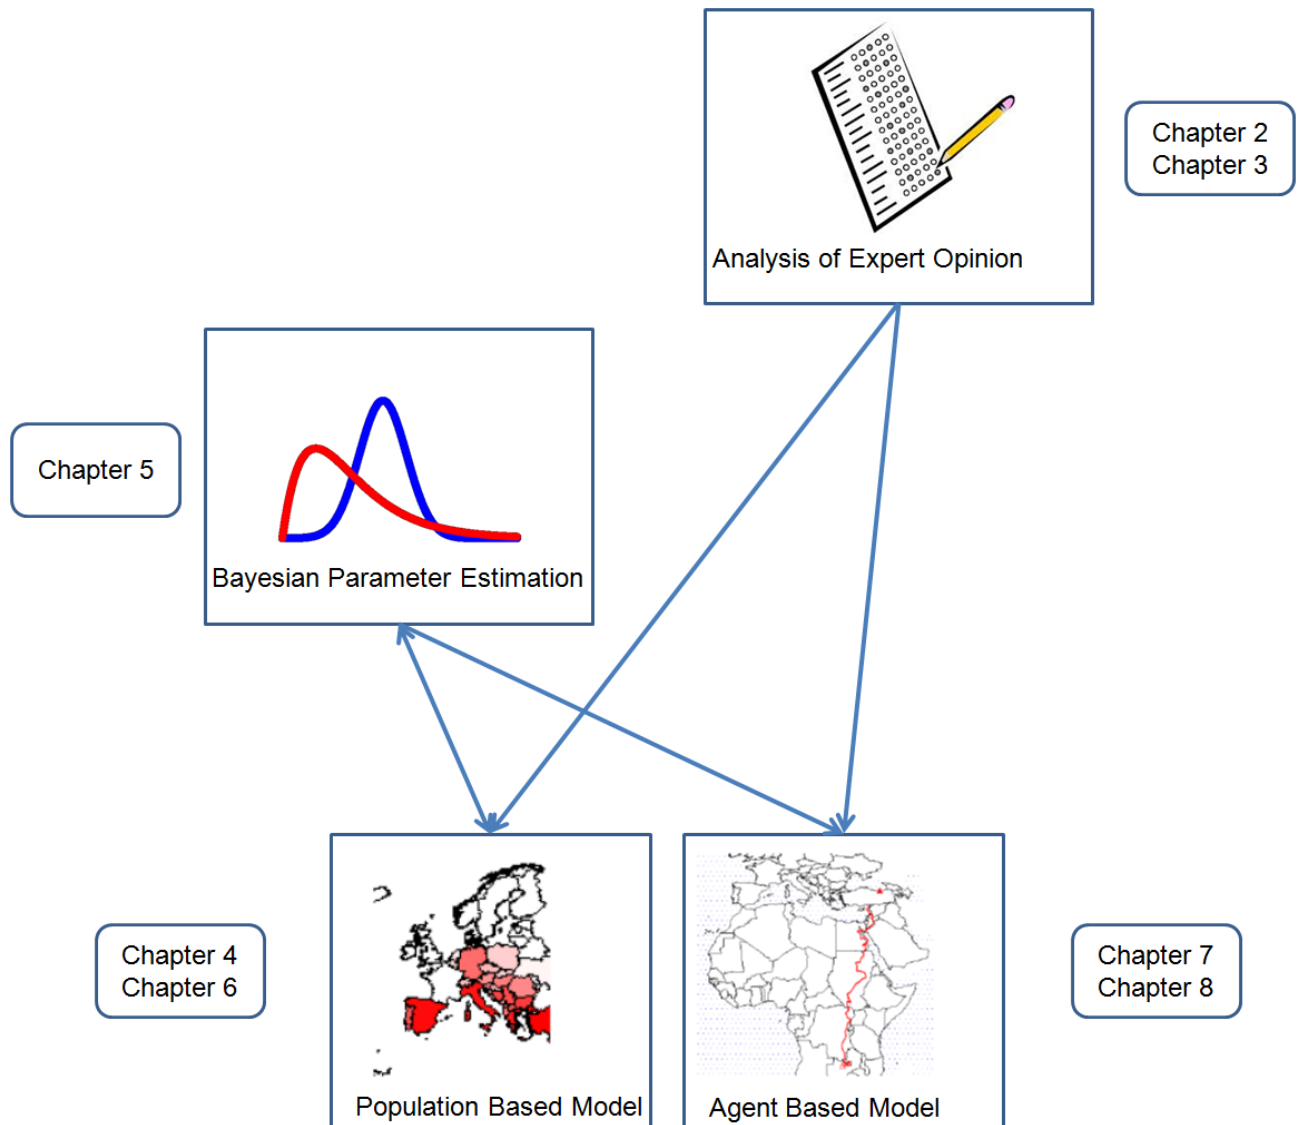 Chapter 2
Chapter 3
Analysis of Expert Opinion
Chapter 5
Bayesian Parameter Estimation
Chapter 4
Chapter 6
Population Based Model
Agent Based Model
Chapter 7
Chapter 8